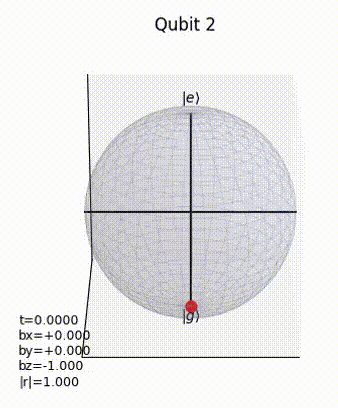 Qubit 2
|e⟩
|g⟩
t=0.0000
bx=+0.000
by=+0.000
bz=-1.000
|r|=1.000